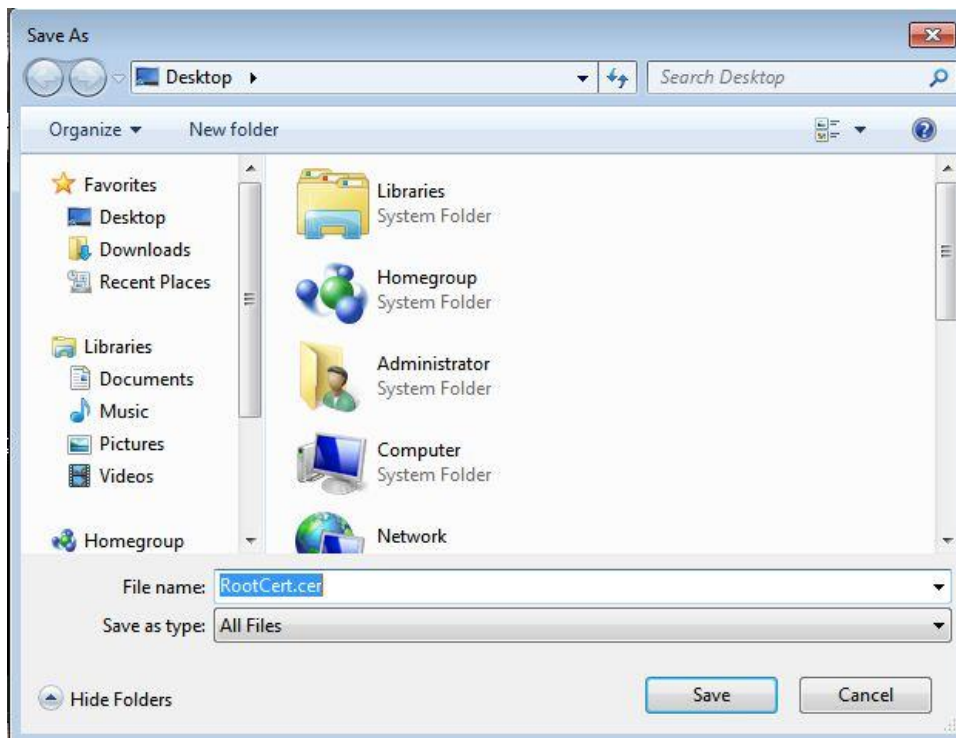 Save As
Desktop
Search Desktop
Organize
New folder
Favorites
Desktop
Downloads
Recent Places
Libraries
Documents
Music
Pictures
Videos
Homegroup
Libraries
System Folder
Homegroup
System Folder
Administrator
System Folder
Computer
System Folder
Network
File name: RootCert.cer
Save as type: All Files
Hide Folders
Save
Cancel